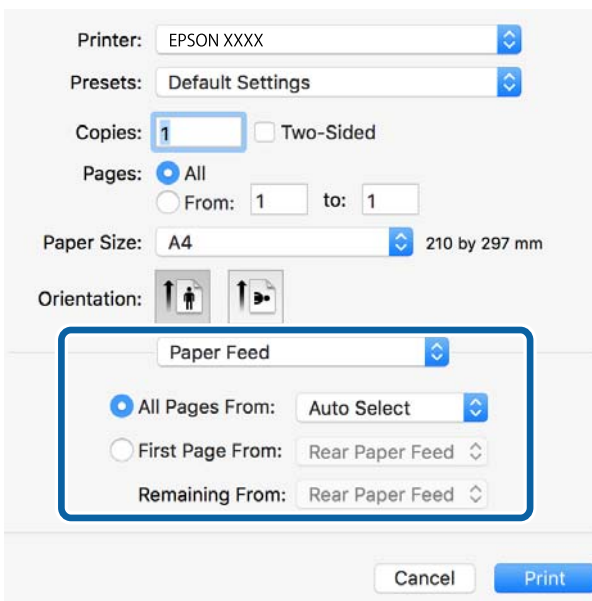 Printer: EPSON XXXX
Presets: Default Settings
Copies: 1 Two-Sided
Pages: All
From: 1 to: 1
Paper Size: A4 210 by 297 mm
Orientation:
Paper Feed
All Pages From: Auto Select
First Page From: Rear Paper Feed
Remaining From: Rear Paper Feed
Cancel Print